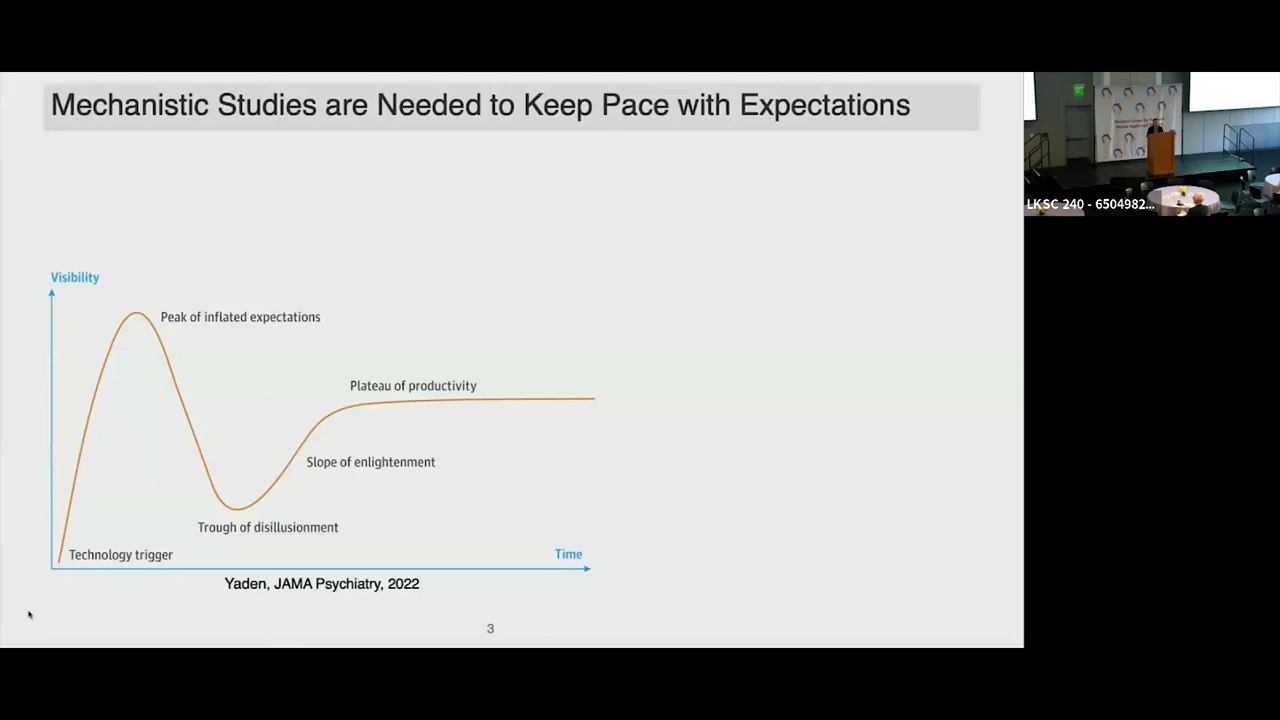 Mechanistic Studies are Needed to Keep Pace with Expectations
Visibility
Peak of inflated expectations
Plateau of productivity
Slope of enlightenment
Trough of disillusionment
Technology trigger
Time
Yaden, JAMA Psychiatry, 2022
3
LKSC 240 - 6504982...